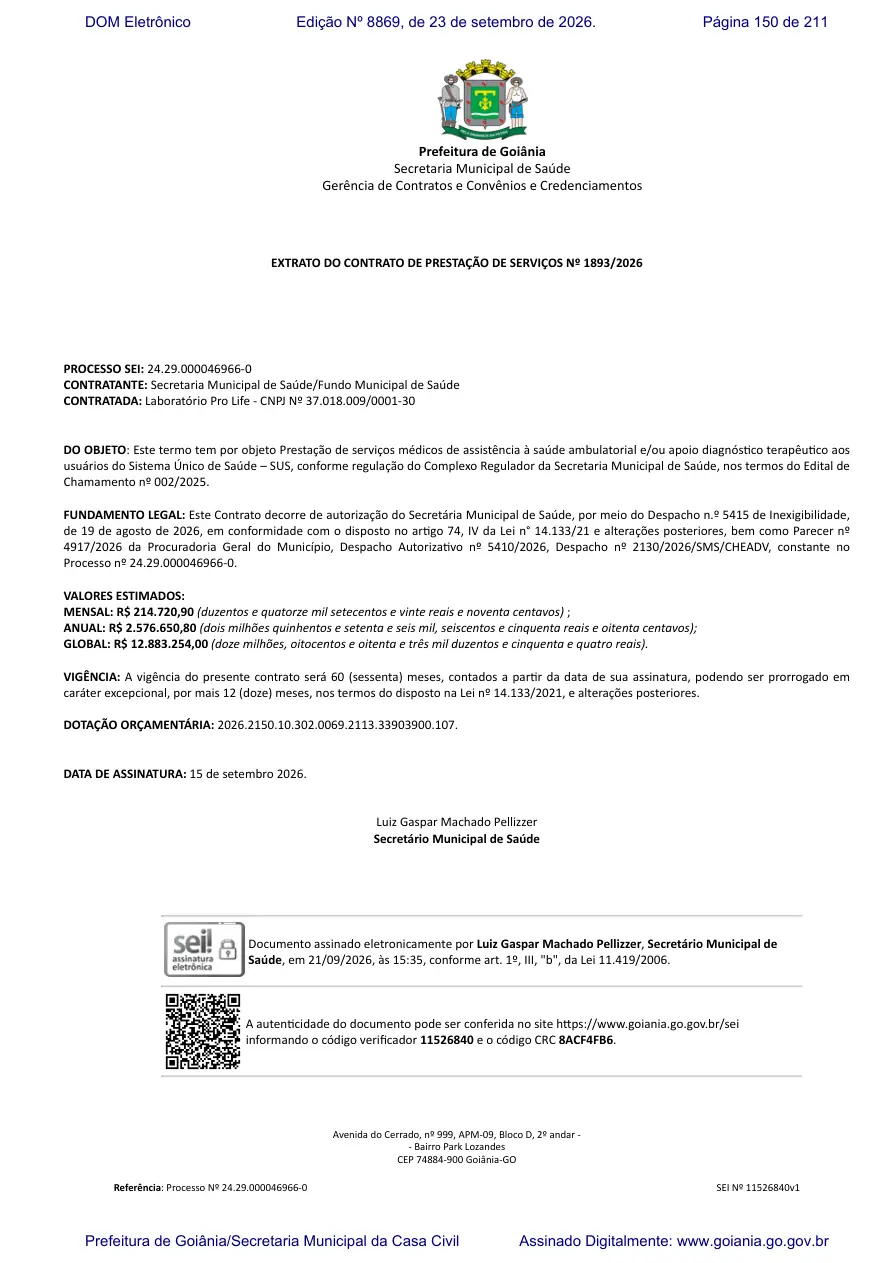 DOM Eletrônico Edição Nº 8869, de 23 de setembro de 2026. Página 150 de 211
Prefeitura de Goiânia
Secretaria Municipal de Saúde
Gerência de Contratos e Convênios e Credenciamentos
EXTRATO DO CONTRATO DE PRESTAÇÃO DE SERVIÇOS Nº 1893/2026
PROCESSO SEI: 24.29.000046966-0
CONTRATANTE: Secretaria Municipal de Saúde/Fundo Municipal de Saúde
CONTRATADA: Laboratório Pro Life - CNPJ Nº 37.018.009/0001-30
DO OBJETO: Este termo tem por objeto Prestação de serviços médicos de assistência à saúde ambulatorial e/ou apoio diagnóstico terapêutico aos
usuários do Sistema Único de Saúde – SUS, conforme regulação do Complexo Regulador da Secretaria Municipal de Saúde, nos termos do Edital de
Chamamento nº 002/2025.
FUNDAMENTO LEGAL: Este Contrato decorre de autorização do Secretária Municipal de Saúde, por meio do Despacho n.º 5415 de Inexigibilidade,
de 19 de agosto de 2026, em conformidade com o disposto no artigo 74, IV da Lei n° 14.133/21 e alterações posteriores, bem como Parecer nº
4917/2026 da Procuradoria Geral do Município, Despacho Autorizativo nº 5410/2026, Despacho nº 2130/2026/SMS/CHEADV, constante no
Processo nº 24.29.000046966-0.
VALORES ESTIMADOS:
MENSAL: R$ 214.720,90 (duzentos e quatorze mil setecentos e vinte reais e noventa centavos) ;
ANUAL: R$ 2.576.650,80 (dois milhões quinhentos e setenta e seis mil, seiscentos e cinquenta reais e oitenta centavos);
GLOBAL: R$ 12.883.254,00 (doze milhões, oitocentos e oitenta e três mil duzentos e cinquenta e quatro reais).
VIGÊNCIA: A vigência do presente contrato será 60 (sessenta) meses, contados a partir da data de sua assinatura, podendo ser prorrogado em
caráter excepcional, por mais 12 (doze) meses, nos termos do disposto na Lei nº 14.133/2021, e alterações posteriores.
DOTAÇÃO ORÇAMENTÁRIA: 2026.2150.10.302.0069.2113.33903900.107.
DATA DE ASSINATURA: 15 de setembro 2026.
Luiz Gaspar Machado Pellizzer
Secretário Municipal de Saúde
sei!
assinatura
eletrônica
Documento assinado eletronicamente por Luiz Gaspar Machado Pellizzer, Secretário Municipal de
Saúde, em 21/09/2026, às 15:35, conforme art. 1º, III, "b", da Lei 11.419/2006.
A autenticidade do documento pode ser conferida no site https://www.goiania.go.gov.br/sei
informando o código verificador 11526840 e o código CRC 8ACF4FB6.
Avenida do Cerrado, nº 999, APM-09, Bloco D, 2º andar -
- Bairro Park Lozandes
CEP 74884-900 Goiânia-GO
Referência: Processo Nº 24.29.000046966-0 SEI Nº 11526840v1
Prefeitura de Goiânia/Secretaria Municipal da Casa Civil Assinado Digitalmente: www.goiania.go.gov.br